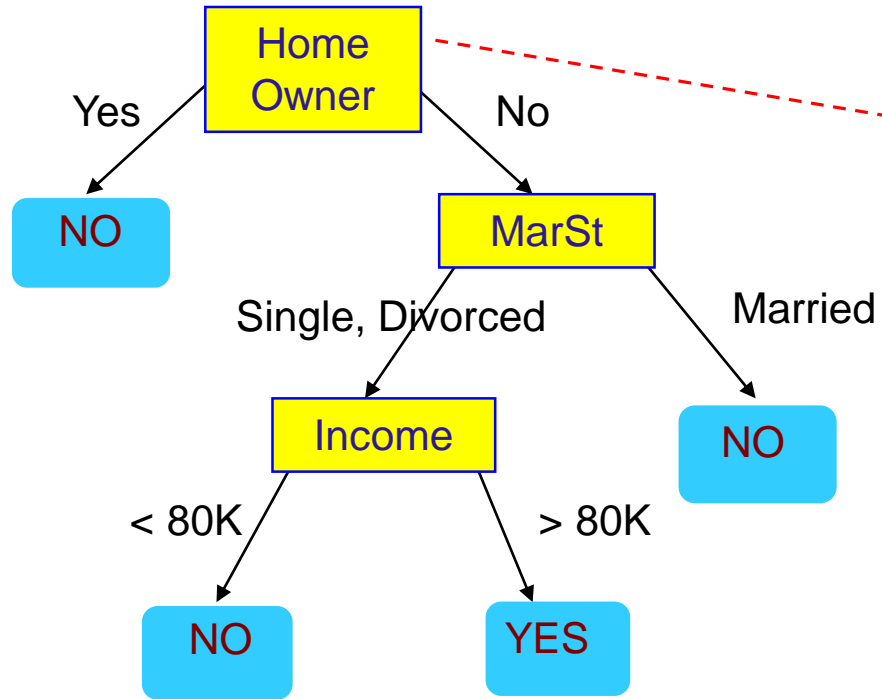 Home
Owner
Yes
No
NO
MarSt
Single, Divorced
Married
Income
NO
< 80K
> 80K
NO
YES